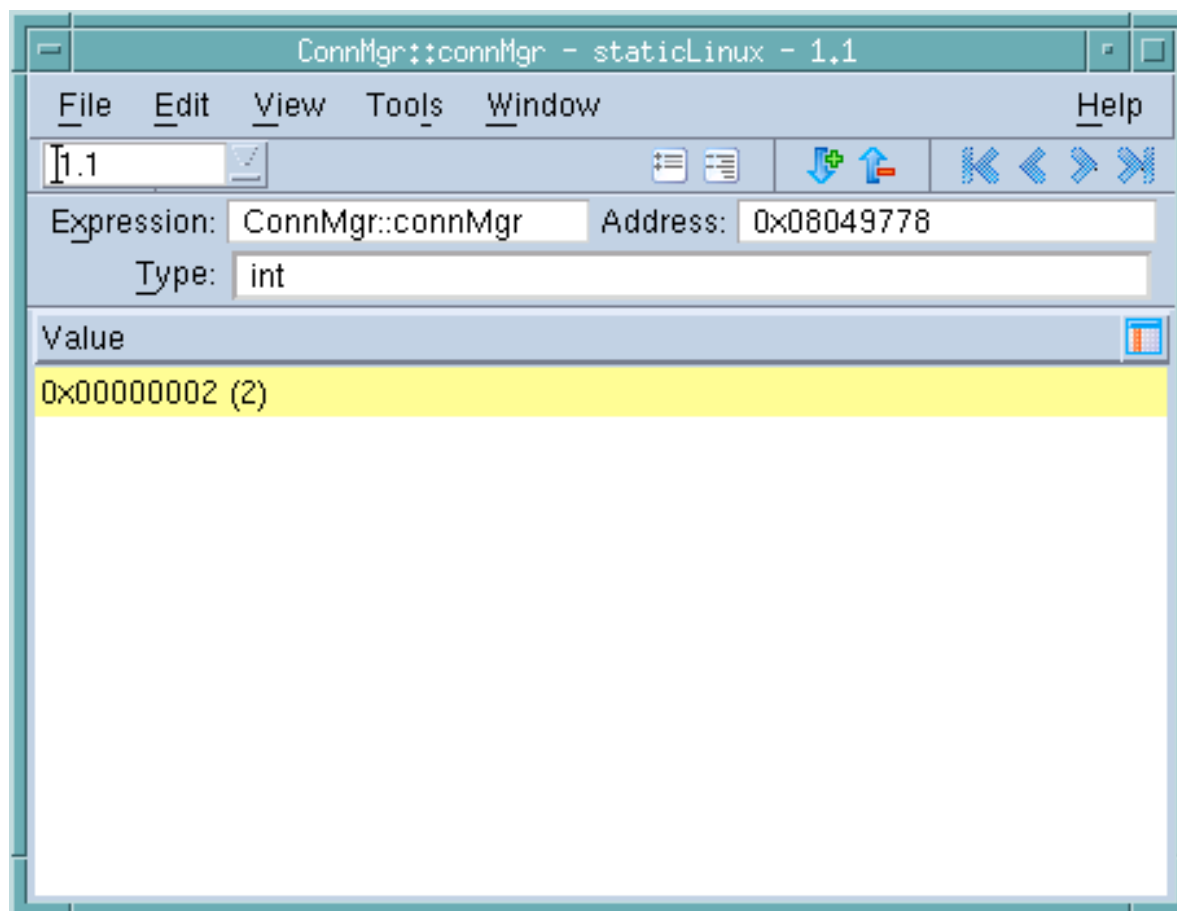 ConnMgr::connMgr - staticLinux - 1.1
File Edit View Tools Window Help
1.1
Expression: ConnMgr::connMgr Address: 0x08049778
Type: int
Value
0x00000002 (2)